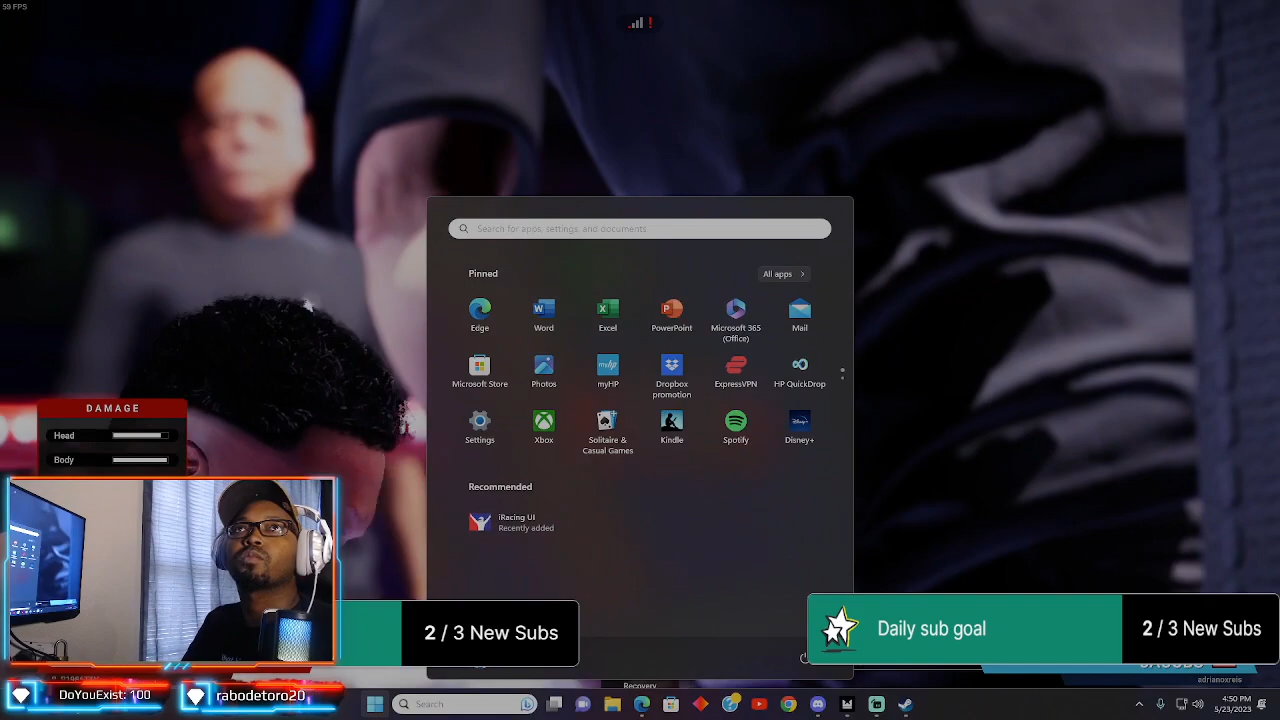 59 FPS
Search for apps, settings, and documents
Pinned
All apps
Edge
Word
Excel
PowerPoint
Microsoft 365
(Office)
Mail
Microsoft Store
Photos
myHP
Dropbox
promotion
ExpressVPN
HP QuickDrop
Settings
Xbox
Solitaire &
Casual Games
Kindle
Spotify
Disney+
DAMAGE
Head
Body
Recommended
iRacing UI
Recently added
2 / 3 New Subs
Daily sub goal
2 / 3 New Subs
adrianoxreis
Recovery
DoYouExist: 100
rabodetoro20
Search
4:50 PM
5/23/2023